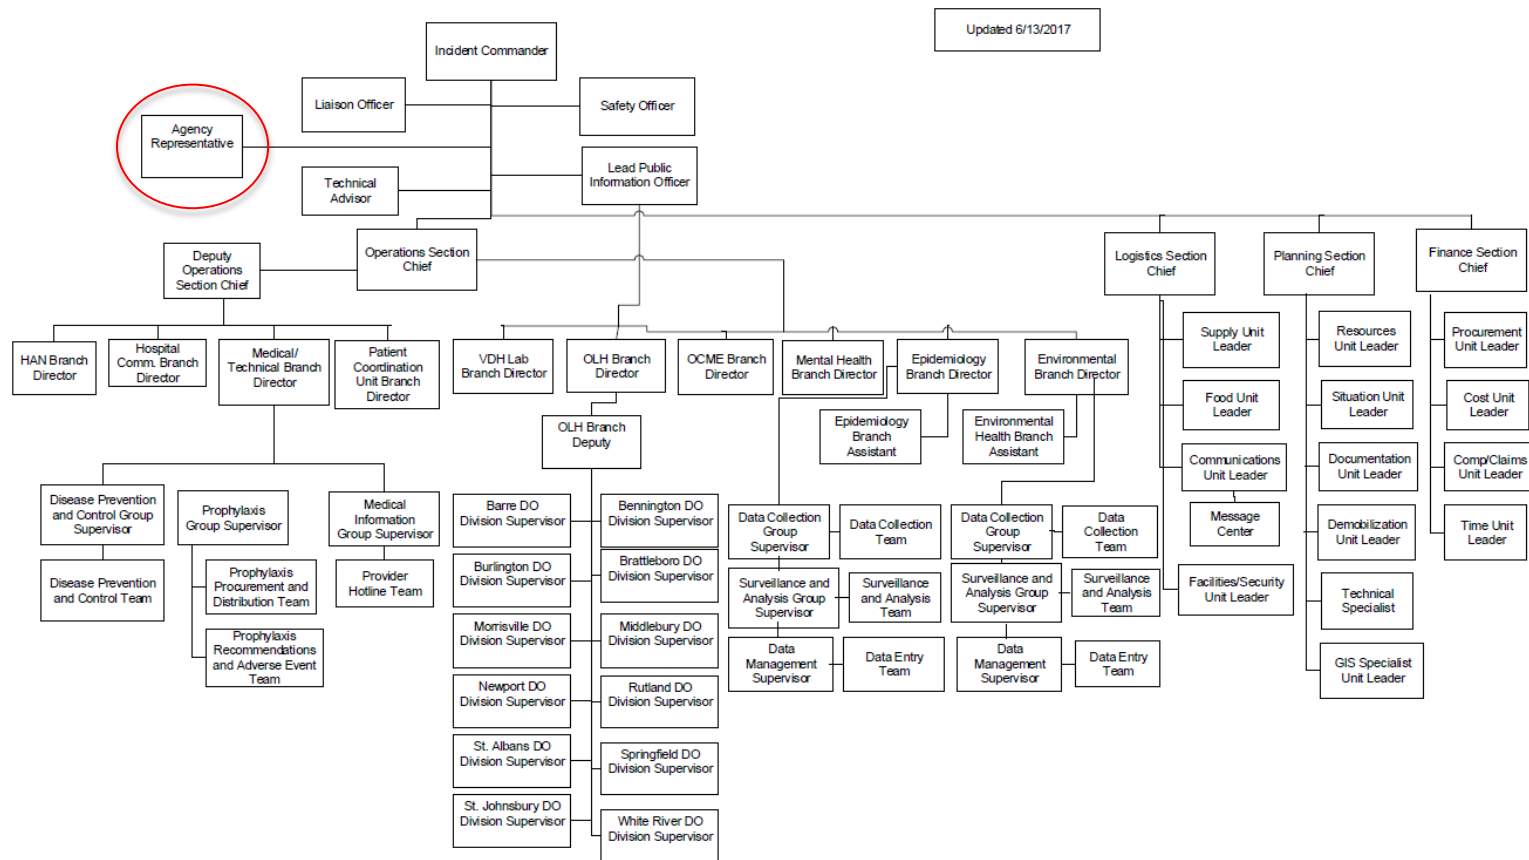 Updated 6/13/2017
Incident Commander
Liaison Officer
Safety Officer
Agency
Representative
Lead Public
Information Officer
Technical
Advisor
Operations Section
Chief
Deputy
Operations
Section Chief
Logistics Section
Chief
Planning Section
Chief
Finance Section
Chief
HAN Branch
Director
Hospital
Comm. Branch
Director
Medical/
Technical Branch
Director
Patient
Coordination
Unit Branch
Director
VDH Lab
Branch Director
OLH Branch
Director
OCME Branch
Director
Mental Health
Branch Director
Epidemiology
Branch Director
Environmental
Branch Director
OLH Branch
Deputy
Epidemiology
Branch
Assistant
Environmental
Health Branch
Assistant
Supply Unit
Leader
Food Unit
Leader
Communications
Unit Leader
Message
Center
Facilities/Security
Unit Leader
Resources
Unit Leader
Situation Unit
Leader
Documentation
Unit Leader
Demobilization
Unit Leader
Technical
Specialist
GIS Specialist
Unit Leader
Procurement
Unit Leader
Cost Unit
Leader
Comp/Claims
Unit Leader
Time Unit
Leader
Disease Prevention
and Control Group
Supervisor
Prophylaxis
Group Supervisor
Medical
Information
Group Supervisor
Disease Prevention
and Control Team
Prophylaxis
Procurement and
Distribution Team
Provider
Hotline Team
Prophylaxis
Recommendations
and Adverse Event
Team
Barre DO
Division Supervisor
Bennington DO
Division Supervisor
Burlington DO
Division Supervisor
Brattleboro DO
Division Supervisor
Morrisville DO
Division Supervisor
Middlebury DO
Division Supervisor
Newport DO
Division Supervisor
Rutland DO
Division Supervisor
St. Albans DO
Division Supervisor
Springfield DO
Division Supervisor
St. Johnsbury DO
Division Supervisor
White River DO
Division Supervisor
Data Collection
Group
Supervisor
Data Collection
Team
Surveillance and
Analysis Group
Supervisor
Surveillance
and Analysis
Team
Data
Management
Supervisor
Data Entry
Team
Data Collection
Group
Supervisor
Data
Collection Team
Surveillance and
Analysis Group
Supervisor
Surveillance
and Analysis
Team
Data
Management
Supervisor
Data Entry
Team